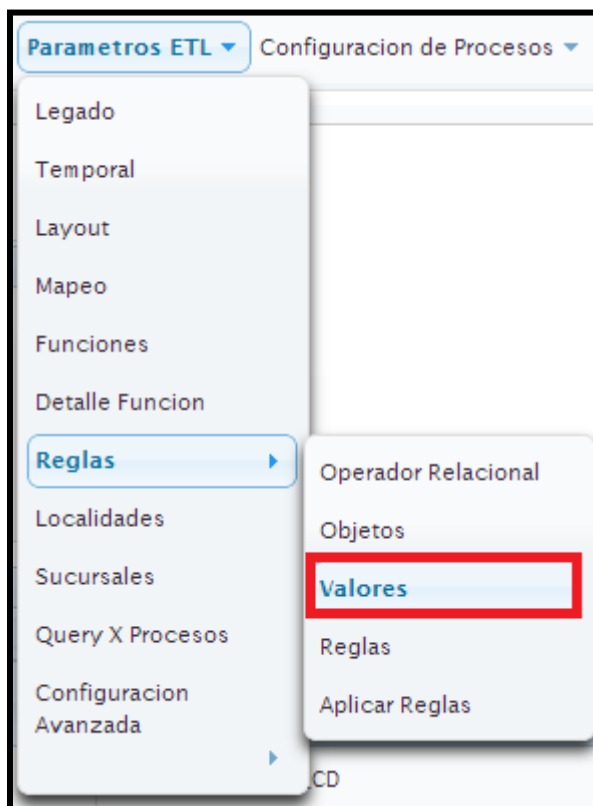 Parametros ETL Configuracion de Procesos
Legado
Temporal
Layout
Mapeo
Funciones
Detalle Funcion
Reglas
Localidades
Sucursales
Query X Procesos
Configuracion
Avanzada
Operador Relacional
Objetos
Valores
Reglas
Aplicar Reglas
CD